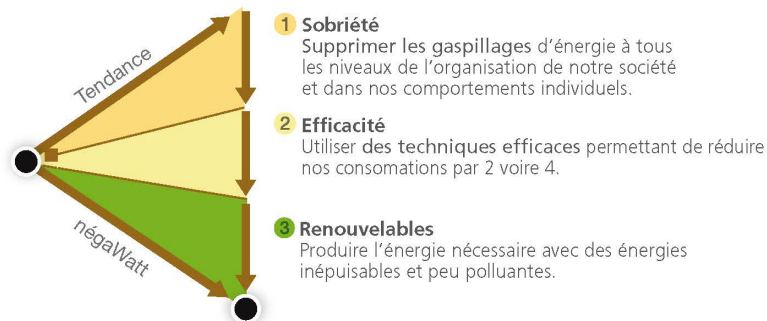 Tendance
négaWatt
1 Sobriété
Supprimer les gaspillages d'énergie à tous
les niveaux de l'organisation de notre société
et dans nos comportements individuels.
2 Efficacité
Utiliser des techniques efficaces permettant de réduire
nos consomations par 2 voire 4.
3 Renouvelables
Produire l'énergie nécessaire avec des énergies
inépuisables et peu polluantes.